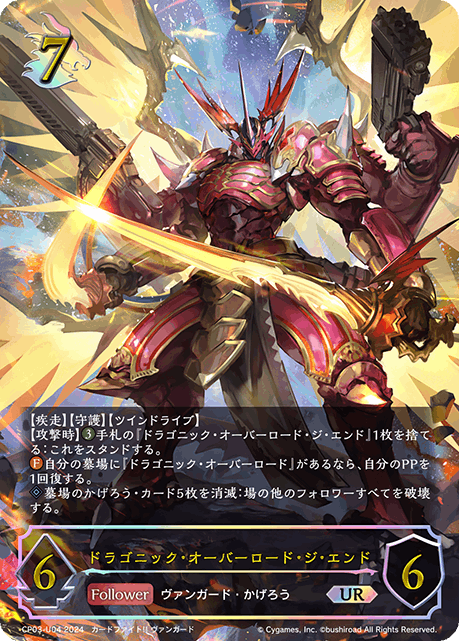 7
【疾走】【守護】【ツインドライブ】
【攻撃時】③手札の『ドラゴニック・オーバーロード・ジ・エンド』1枚を捨て
る:これをスタンドする。
F自分の墓場に『ドラゴニック・オーバーロード』があるなら、自分のPPを
1回復する。
墓場のかげろう・カード5枚を消滅:場の他のフォロワーすべてを破壊
する。
ドラゴニック・オーバーロード・ジ・エンド
6
6
Follower ヴァンガード・かげろう UR
CP03-U04 2024 カードファイト!! ヴァンガード © Cygames, Inc. ©bushiroad All Rights Reserved.